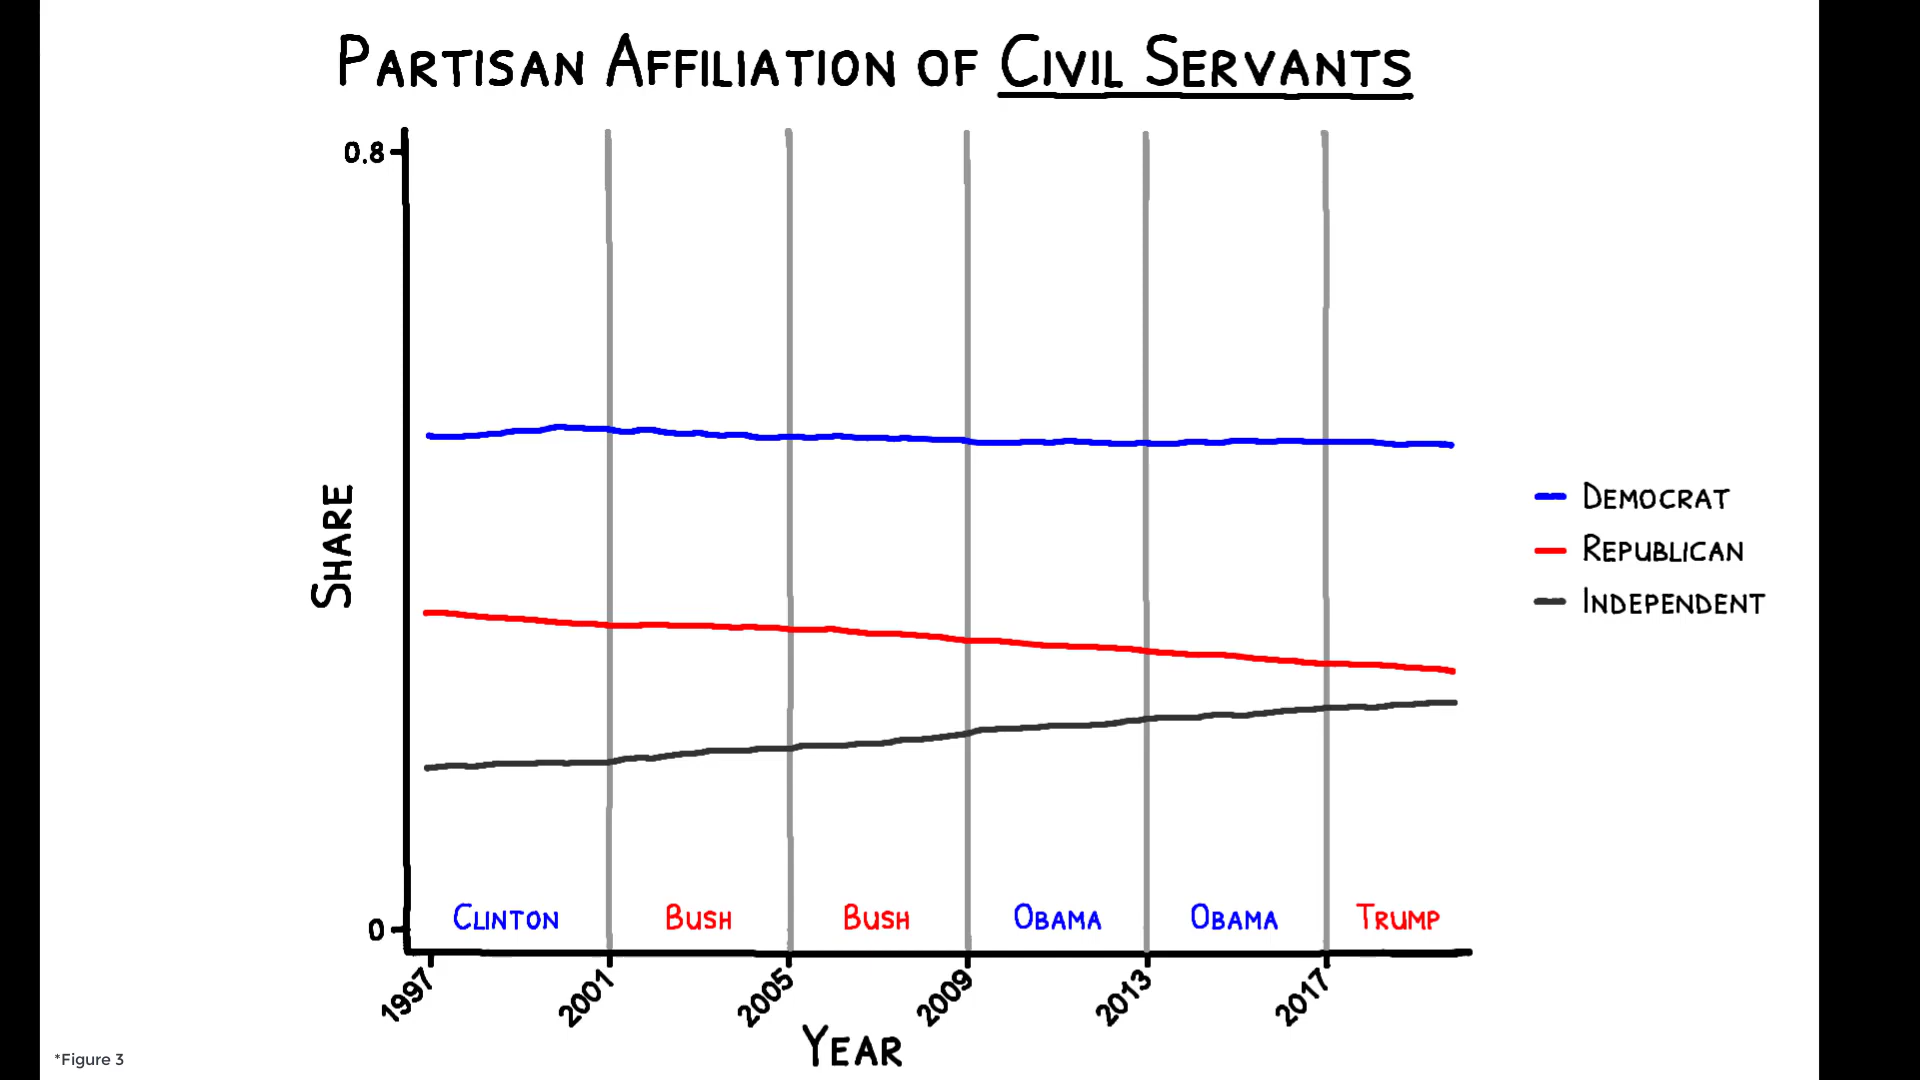 PARTISAN AFFILIATION OF CIVIL SERVANTS
0.8
SHARE
DEMOCRAT
REPUBLICAN
INDEPENDENT
0
CLINTON BUSH BUSH OBAMA OBAMA TRUMP
1997 2001 2005 2009 2013 2017
YEAR
*Figure 3